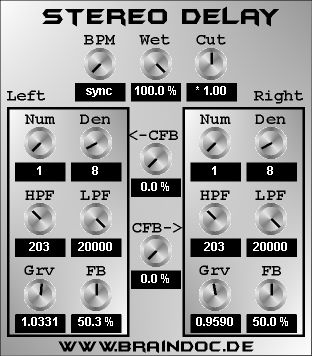 STEREO DELAY
BPM Wet Cut
sync 100.0 % * 1.00
Left Right
Num Den <-CFB Num Den
1 8 0.0 % 1 8
HPF LPF CFB-> HPF LPF
203 20000 0.0 % 203 20000
Grv FB Grv FB
1.0331 50.3 % 0.9590 50.0 %
WWW.BRAINDOC.DE